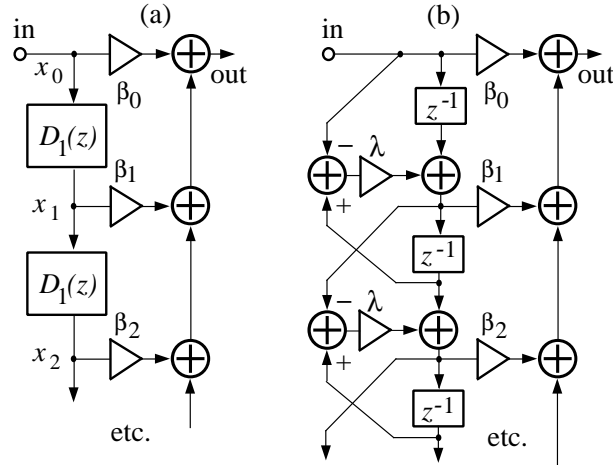 (a)
in
x0
β0
out
D1(z)
β1
x1
D1(z)
β2
x2
etc.
(b)
in
β0
out
z-1
−
λ
+
β1
z-1
−
λ
+
β2
z-1
etc.